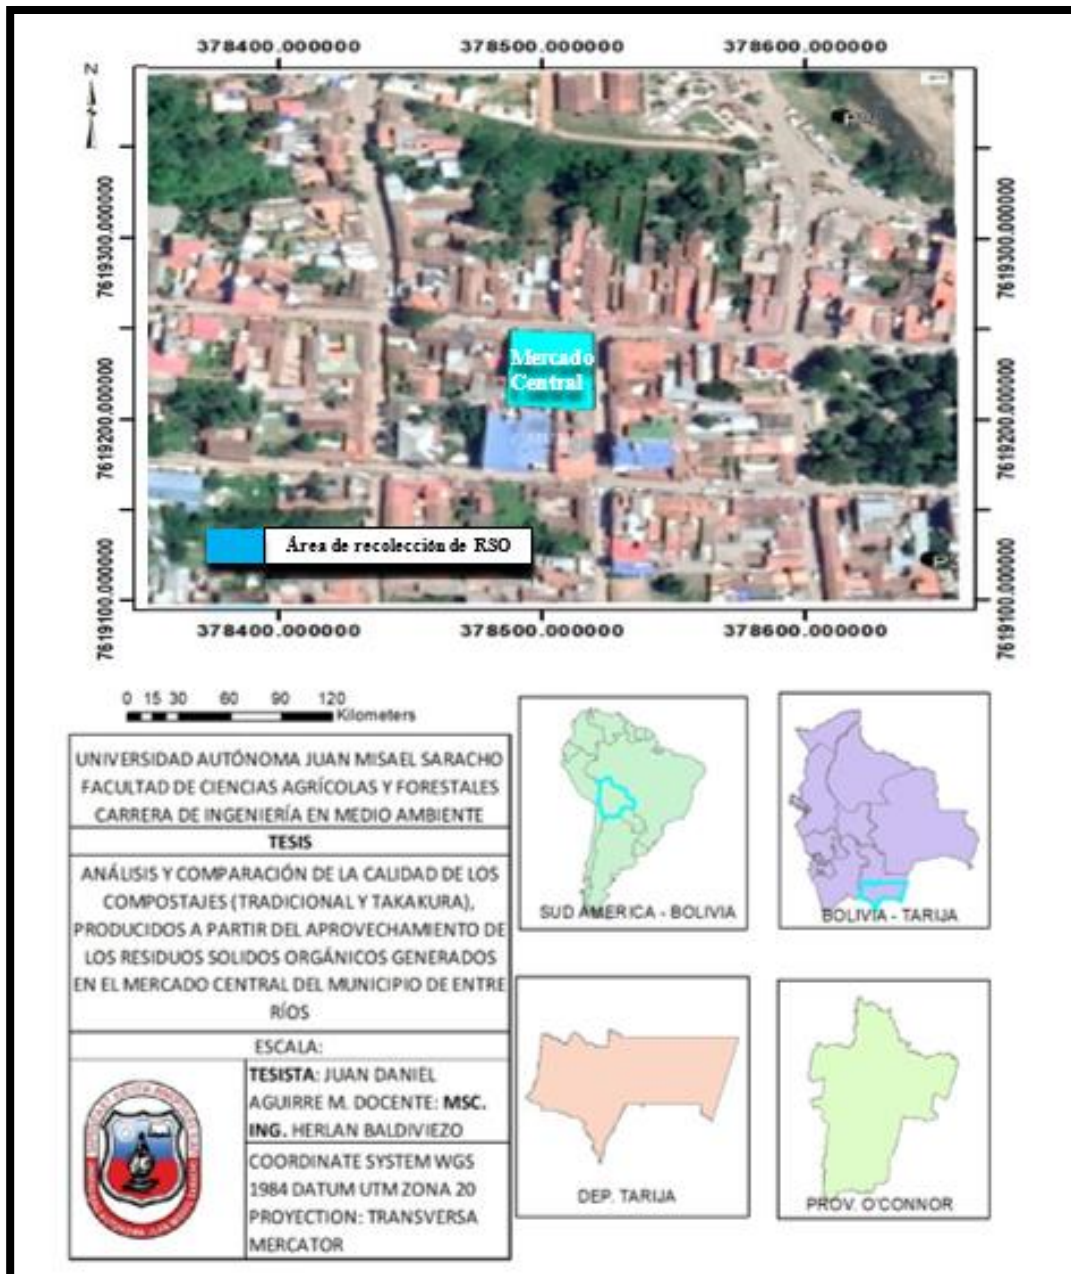 378400.000000 378500.000000 378600.000000
N
7619300.000000
7619200.000000
7619100.000000
7619300.000000
7619200.000000
7619100.000000
Mercado
Central
Área de recolección de RSO
378400.000000 378500.000000 378600.000000
0 15 30 60 90 120
Kilometers
UNIVERSIDAD AUTÓNOMA JUAN MISAEL SARACHO
FACULTAD DE CIENCIAS AGRÍCOLAS Y FORESTALES
CARRERA DE INGENIERÍA EN MEDIO AMBIENTE
TESIS
ANÁLISIS Y COMPARACIÓN DE LA CALIDAD DE LOS
COMPOSTAJES (TRADICIONAL Y TAKAKURA),
PRODUCIDOS A PARTIR DEL APROVECHAMIENTO DE
LOS RESIDUOS SOLIDOS ORGÁNICOS GENERADOS
EN EL MERCADO CENTRAL DEL MUNICIPIO DE ENTRE
RÍOS
ESCALA:
TESISTA: JUAN DANIEL
AGUIRRE M. DOCENTE: MSC.
ING. HERLAN BALDIVIEZO
COORDINATE SYSTEM WGS
1984 DATUM UTM ZONA 20
PROYECTION: TRANSVERSA
MERCATOR
SUD AMERICA - BOLIVIA
BOLIVIA - TARIJA
DEP. TARIJA
PROV. O'CONNOR